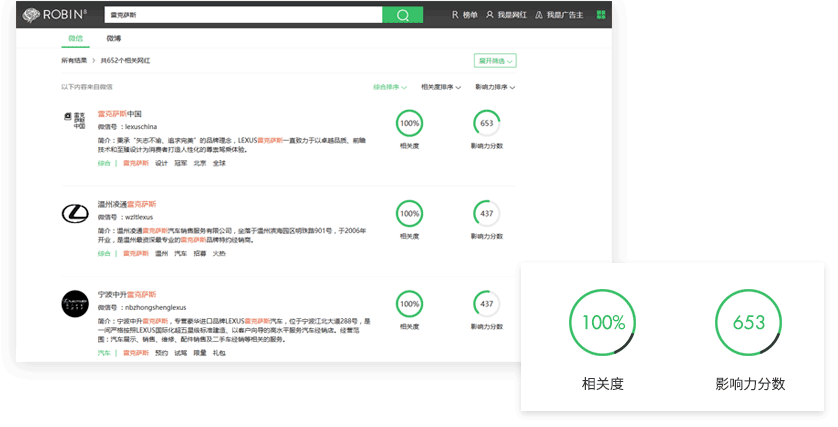 ROBIN8
雷克萨斯
榜单 我是网红 我是广告主
微信 微博
所有结果 > 共652个相关网红
展开筛选
以下内容来自微信
综合排序 相关度排序 影响力排序
雷克萨斯中国
雷克
萨斯
中国
微信号 ：lexuschina
简介：秉承“矢志不渝、追求完美”的品牌理念，LEXUS雷克萨斯一直致力于以卓越品质、前瞻
技术和至臻设计为消费者打造人性化的尊崇驾乘体验。
综合 | 雷克萨斯 设计 冠军 北京 全球
100%
相关度
653
影响力分数
温州凌通雷克萨斯
微信号 ：wzltlexus
简介：温州凌通雷克萨斯汽车销售服务有限公司，坐落于温州滨海园区明珠路901号，于2006年
开业，是温州最资深最专业的雷克萨斯品牌特约经销商。
综合 | 雷克萨斯 温州 汽车 招募 火热
100%
相关度
437
影响力分数
宁波中升雷克萨斯
微信号 ：nbzhongshenglexus
简介：宁波中升雷克萨斯，专营豪华进口品牌LEXUS雷克萨斯汽车，位于宁波江北大道288号，是
一间严格按照LEXUS国际化超五星级标准建造、以客户向导的高水平服务汽车经销店。经营范
围：汽车展示、销售、维修、配件销售及二手车经销等相关的服务。
汽车 | 雷克萨斯 预约 试驾 限量 礼包
100%
相关度
437
影响力分数
100%
相关度
653
影响力分数